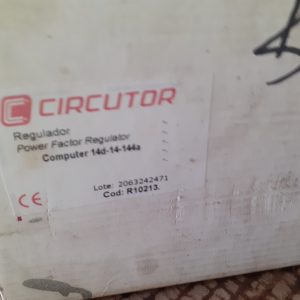 CIRCUTOR
Regulador
Power Factor Regulator
Computer 14d-14-144a
Lote: 2063242471
Cod: R10213.
CE